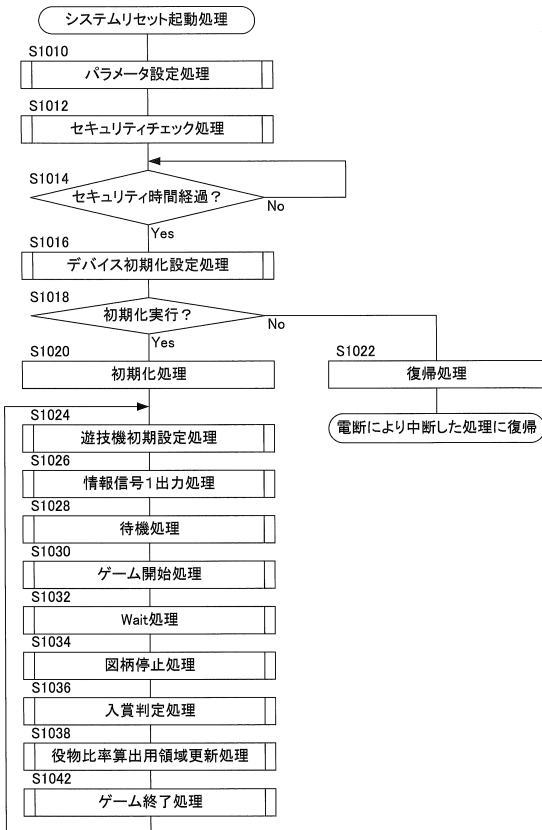 システムリセット起動処理
S1010
パラメータ設定処理
S1012
セキュリティチェック処理
S1014
セキュリティ時間経過？
No
Yes
S1016
デバイス初期化設定処理
S1018
初期化実行？
No
Yes
S1020
初期化処理
S1022
復帰処理
電断により中断した処理に復帰
S1024
遊技機初期設定処理
S1026
情報信号１出力処理
S1028
待機処理
S1030
ゲーム開始処理
S1032
Wait処理
S1034
図柄停止処理
S1036
入賞判定処理
S1038
役物比率算出用領域更新処理
S1042
ゲーム終了処理